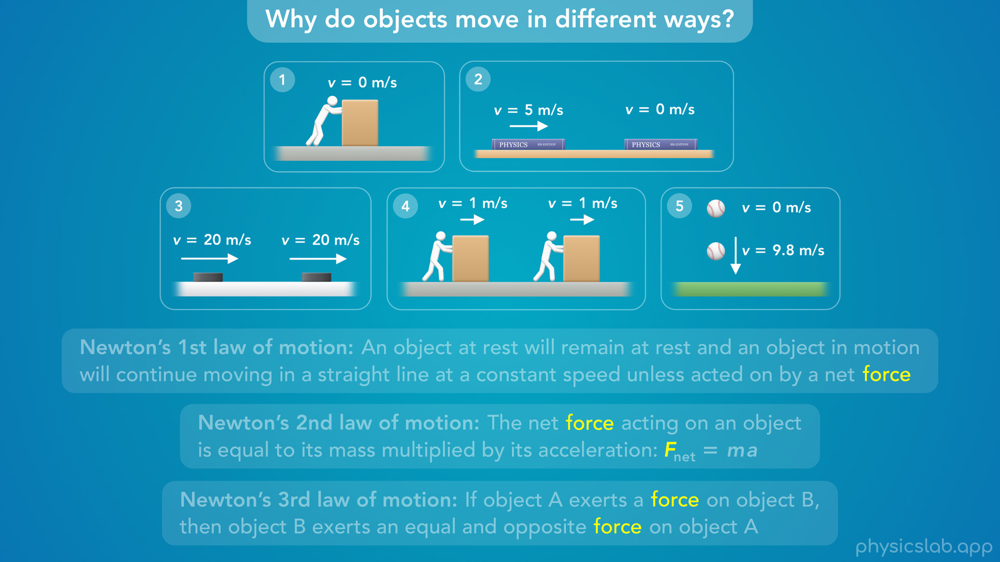 Why do objects move in different ways?
1
v = 0 m/s
2
v = 5 m/s
v = 0 m/s
PHYSICS 8th EDITION
PHYSICS 8th EDITION
3
v = 20 m/s
v = 20 m/s
4
v = 1 m/s
v = 1 m/s
5
v = 0 m/s
v = 9.8 m/s
Newton’s 1st law of motion: An object at rest will remain at rest and an object in motion
will continue moving in a straight line at a constant speed unless acted on by a net force
Newton’s 2nd law of motion: The net force acting on an object
is equal to its mass multiplied by its acceleration: Fnet = ma
Newton’s 3rd law of motion: If object A exerts a force on object B,
then object B exerts an equal and opposite force on object A
physicslab.app